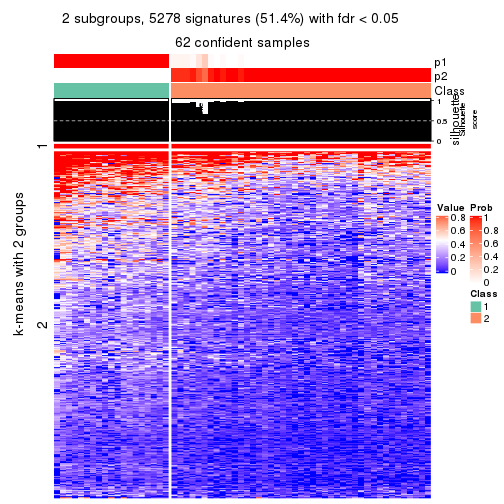 2 subgroups, 5278 signatures (51.4%) with fdr < 0.05
62 confident samples
p1
p2
Class
silhouette
Silhouette
score
1
0.5
0
k-means with 2 groups
1
2
Value
0.8
0.6
0.4
0.2
0
Prob
1
0.8
0.6
0.4
0.2
0
Class
1
2